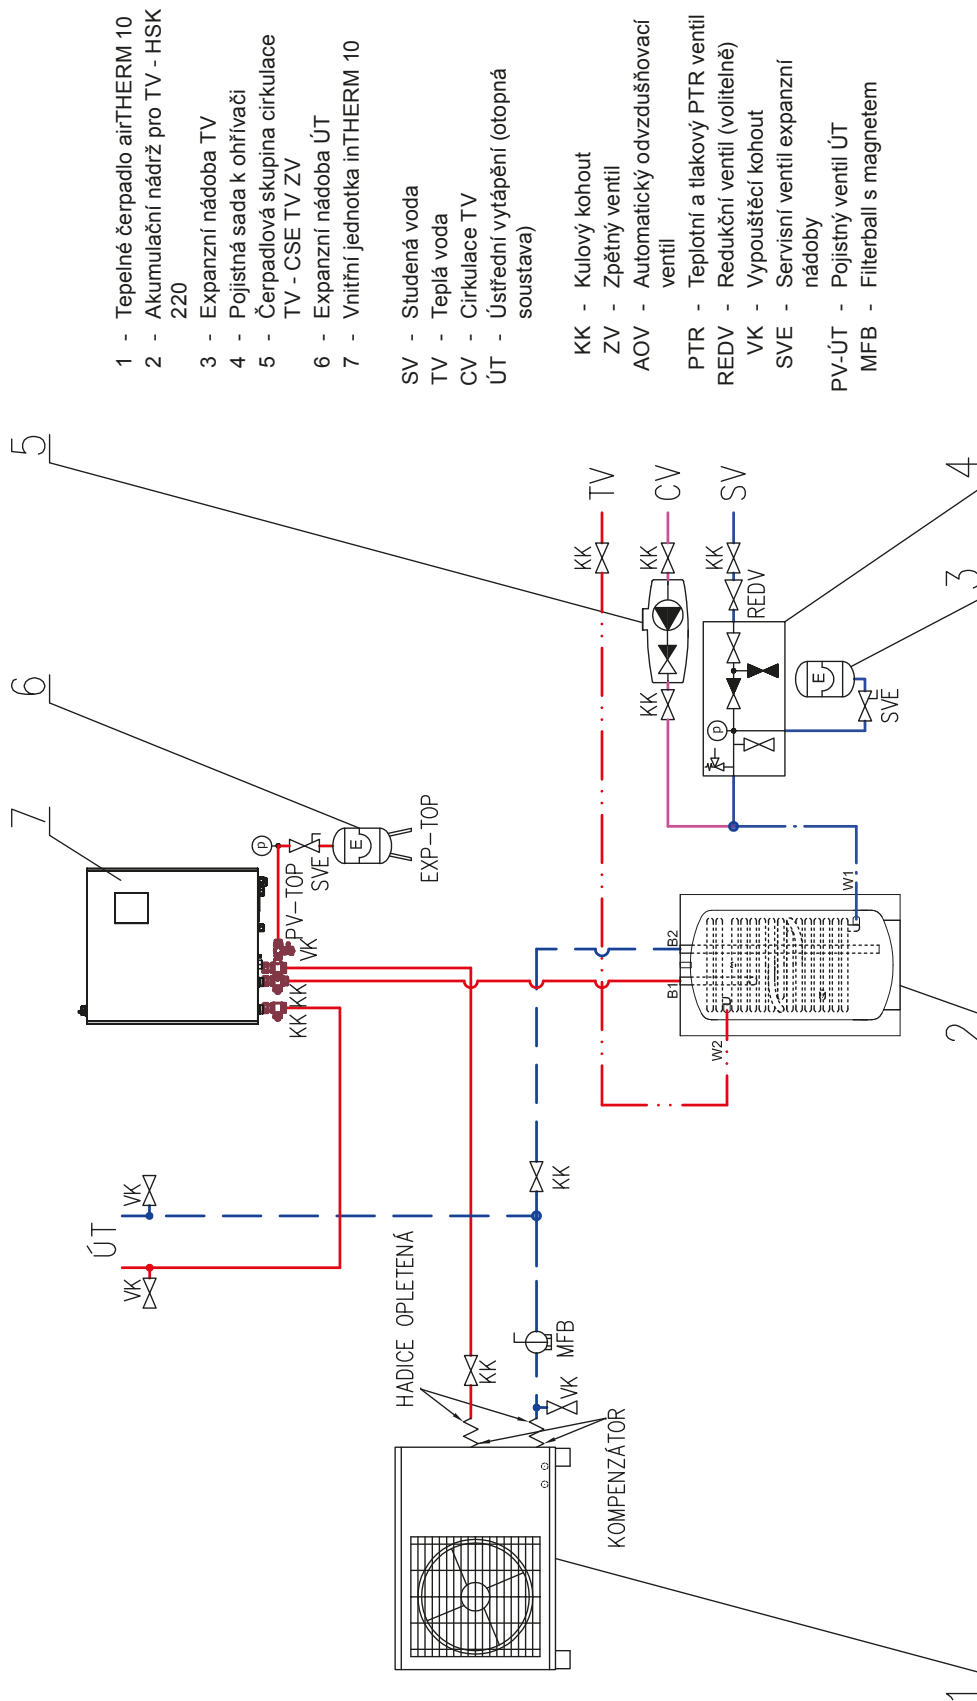 1 - Tepelné čerpadlo airTHERM 10
2 - Akumulační nádrž pro TV - HSK
220
3 - Expanzní nádoba TV
4 - Pojistná sada k ohřívači
5 - Čerpadlová skupina cirkulace
TV - CSE TV ZV
6 - Expanzní nádoba ÚT
7 - Vnitřní jednotka inTHERM 10
SV - Studená voda
TV - Teplá voda
CV - Cirkulace TV
ÚT - Ústřední vytápění (otopná
soustava)
KK - Kulový kohout
ZV - Zpětný ventil
AOV - Automatický odvzdušňovací
ventil
PTR - Teplotní a tlakový PTR ventil
REDV - Redukční ventil (volitelně)
VK - Vypouštěcí kohout
SVE - Servisní ventil expanzní
nádoby
PV-ÚT - Pojistný ventil ÚT
MFB - Filterball s magnetem
7
6
5
ÚT
VK
VK
KK
KK
VK
PV-TOP
p
SVE
E
EXP-TOP
HADICE OPLETENÁ
KK
KK
MFB
VK
KOMPENZÁTOR
TV
KK
CV
KK
KK
SV
KK
REDV
p
E
SVE
B1
B2
W1
W2
1
2
3
4